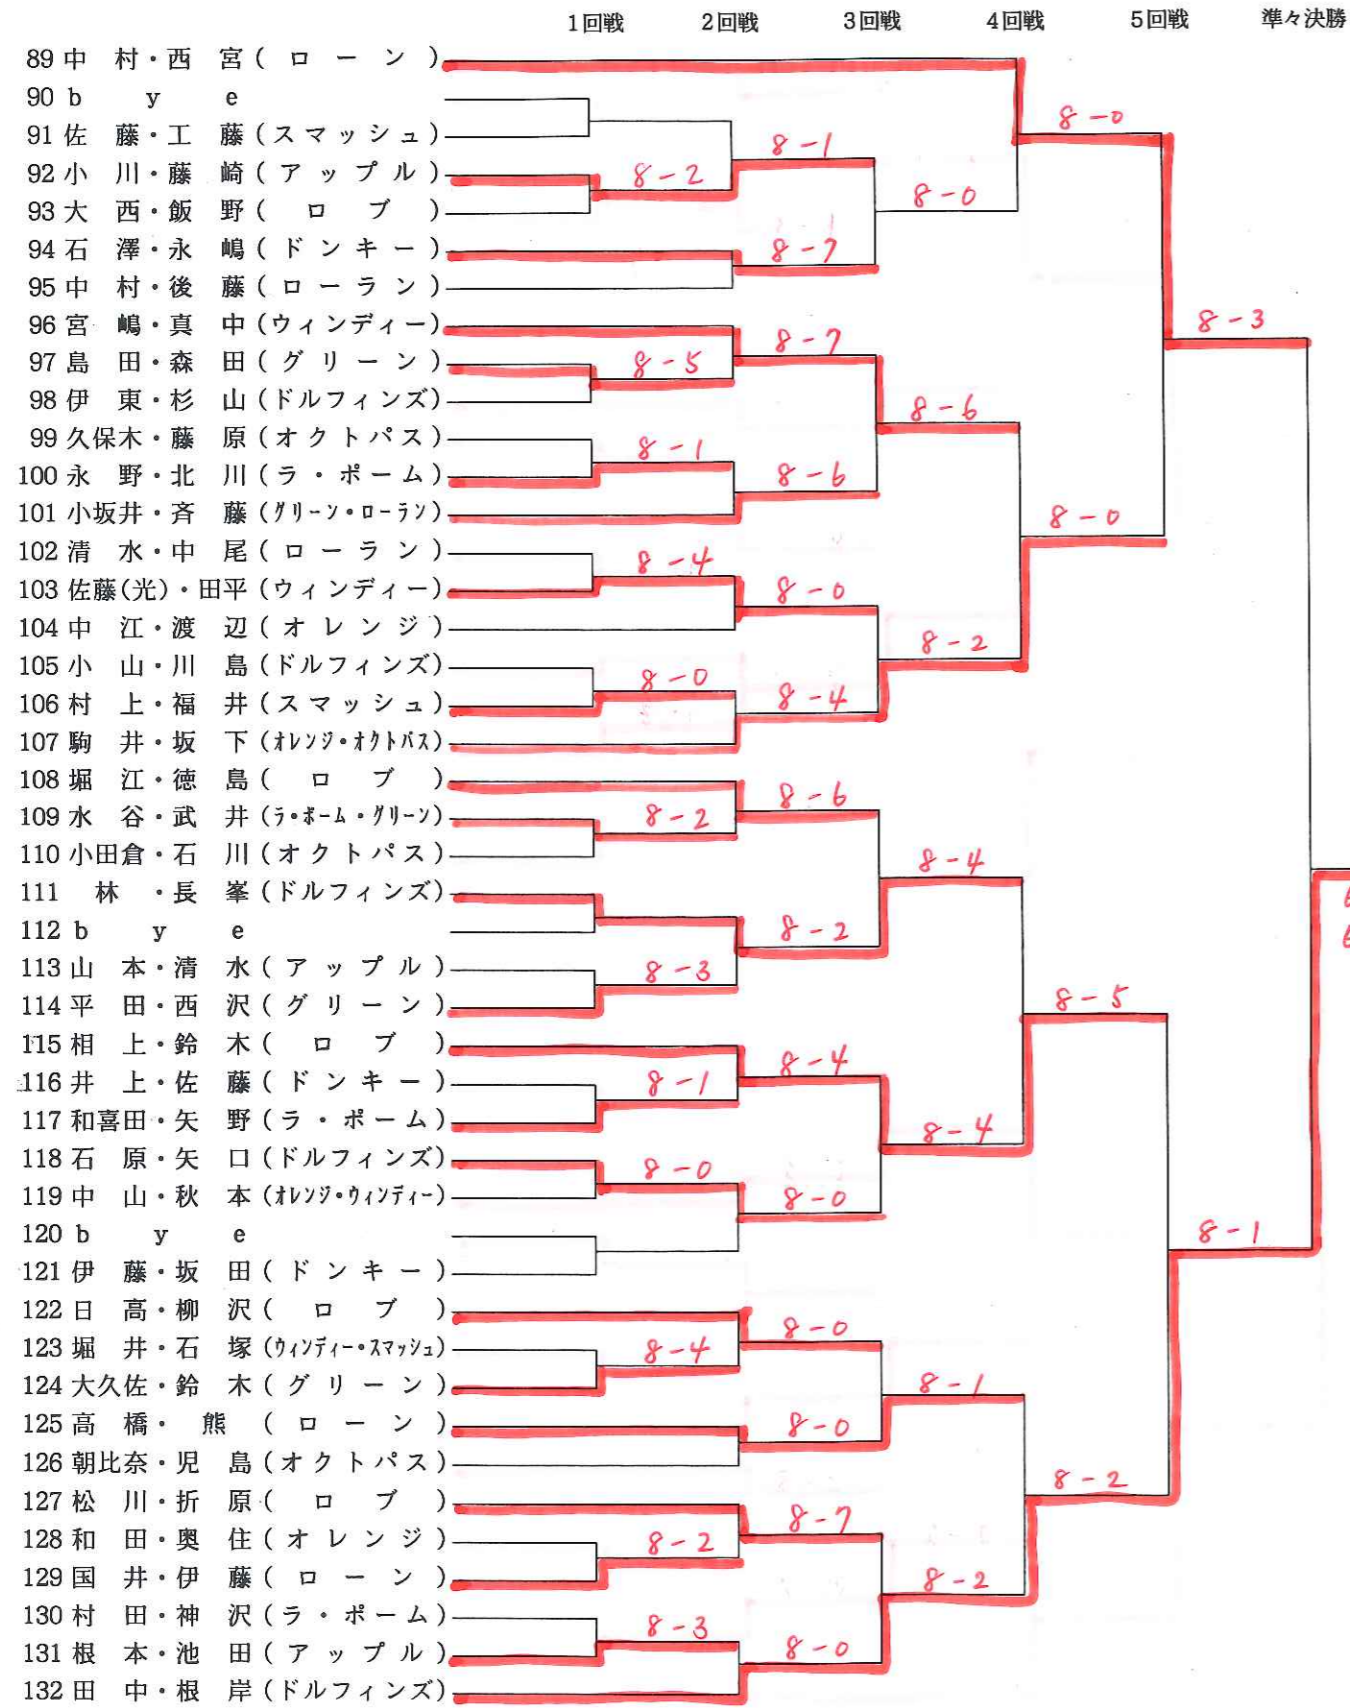 1回戦 2回戦 3回戦 4回戦 5回戦 準々決勝
89 中 村・西 宮 (ローン)
90 b y e
8-0
91 佐 藤・工 藤 (スマッシュ)
8-1
92 小 川・藤 崎 (アップル)
8-2
8-0
93 大 西・飯 野 (ロブ)
94 石 澤・永 嶋 (ドンキー)
8-7
95 中 村・後 藤 (ローラン)
96 宮 嶋・真 中 (ウィンディー)
8-7
8-3
97 島 田・森 田 (グリーン)
8-5
98 伊 東・杉 山 (ドルフィンズ)
8-6
99 久保木・藤 原 (オクトパス)
8-1
100 永 野・北 川 (ラ・ポーム)
8-6
101 小坂井・斉 藤 (グリーン・ローラン)
8-0
102 清 水・中 尾 (ローラン)
8-4
103 佐藤(光)・田平 (ウィンディー)
8-0
104 中 江・渡 辺 (オレンジ)
8-2
105 小 山・川 島 (ドルフィンズ)
8-0
106 村 上・福 井 (スマッシュ)
8-4
107 駒 井・坂 下 (オレンジ・オクトパス)
108 堀 江・徳 島 (ロブ)
8-6
109 水 谷・武 井 (ラ・ポーム・グリーン)
8-2
110 小田倉・石 川 (オクトパス)
8-4
111 林 ・長 峯 (ドルフィンズ)
6
112 b y e
8-2
6
113 山 本・清 水 (アップル)
8-3
114 平 田・西 沢 (グリーン)
8-5
115 相 上・鈴 木 (ロブ)
8-4
116 井 上・佐 藤 (ドンキー)
8-1
117 和喜田・矢 野 (ラ・ポーム)
8-4
118 石 原・矢 口 (ドルフィンズ)
8-0
119 中 山・秋 本 (オレンジ・ウィンディー)
8-0
120 b y e
8-1
121 伊 藤・坂 田 (ドンキー)
122 日 高・柳 沢 (ロブ)
8-0
123 堀 井・石 塚 (ウィンディー・スマッシュ)
8-4
124 大久佐・鈴 木 (グリーン)
8-1
125 高 橋・ 熊 (ローン)
8-0
126 朝比奈・児 島 (オクトパス)
8-2
127 松 川・折 原 (ロブ)
8-7
128 和 田・奥 住 (オレンジ)
8-2
129 国 井・伊 藤 (ローン)
8-2
130 村 田・神 沢 (ラ・ポーム)
8-3
131 根 本・池 田 (アップル)
8-0
132 田 中・根 岸 (ドルフィンズ)